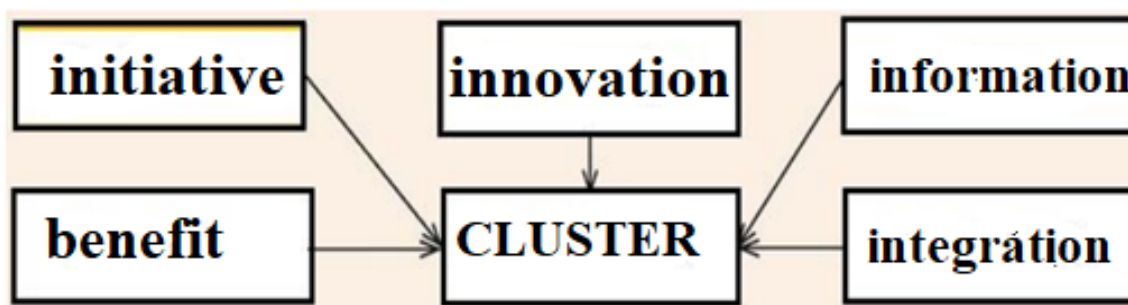 initiative
innovation
information
benefit
CLUSTER
integrátion